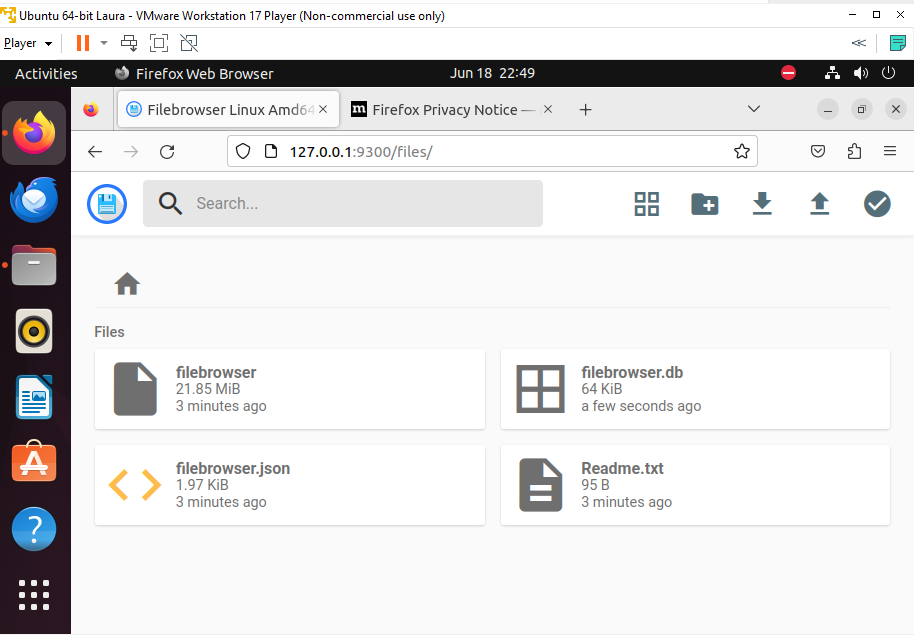 Ubuntu 64-bit Laura - VMware Workstation 17 Player (Non-commercial use only)
Player
Activities
Firefox Web Browser
Jun 18 22:49
Filebrowser Linux Amd64
Firefox Privacy Notice —
127.0.0.1:9300/files/
Search...
Files
filebrowser
21.85 MiB
3 minutes ago
filebrowser.db
64 KiB
a few seconds ago
filebrowser.json
1.97 KiB
3 minutes ago
Readme.txt
95 B
3 minutes ago